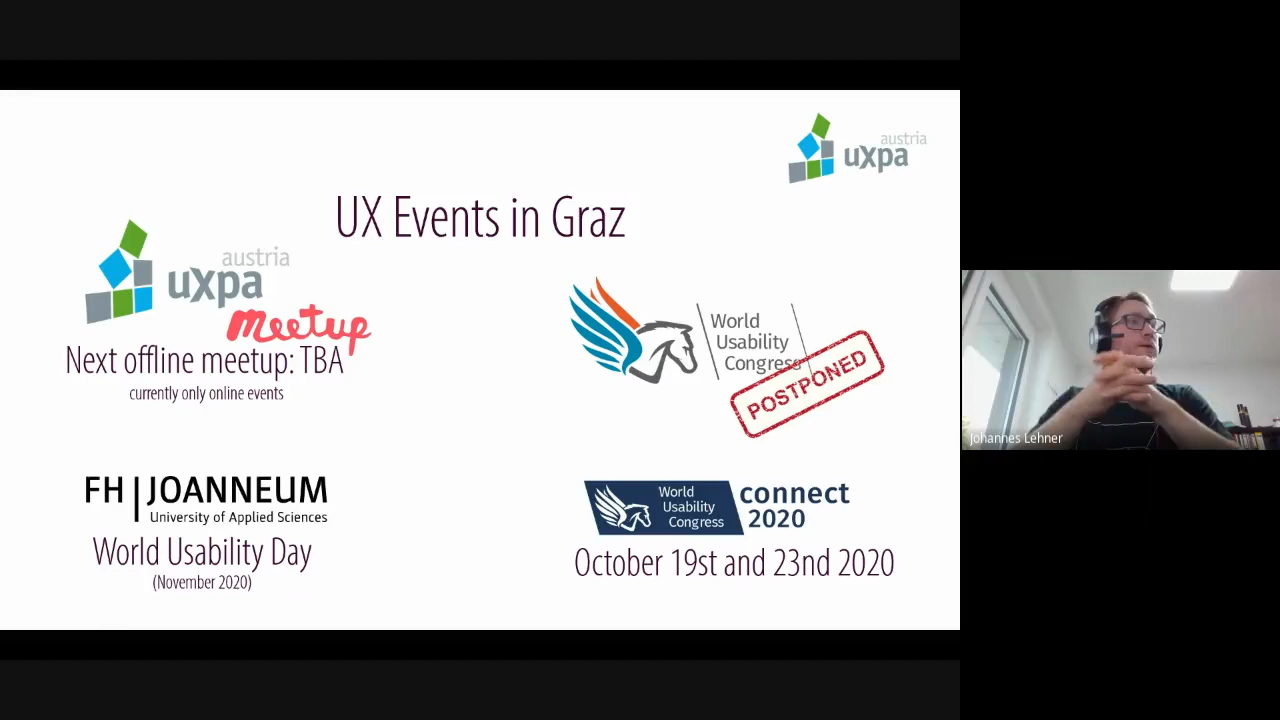 austria
uxpa
UX Events in Graz
austria
uxpa
meetup
Next offline meetup: TBA
currently only online events
World
Usability
Congress
POSTPONED
FH JOANNEUM
University of Applied Sciences
World Usability Day
(November 2020)
World
Usability
Congress
connect
2020
October 19st and 23nd 2020
Johannes Lehner